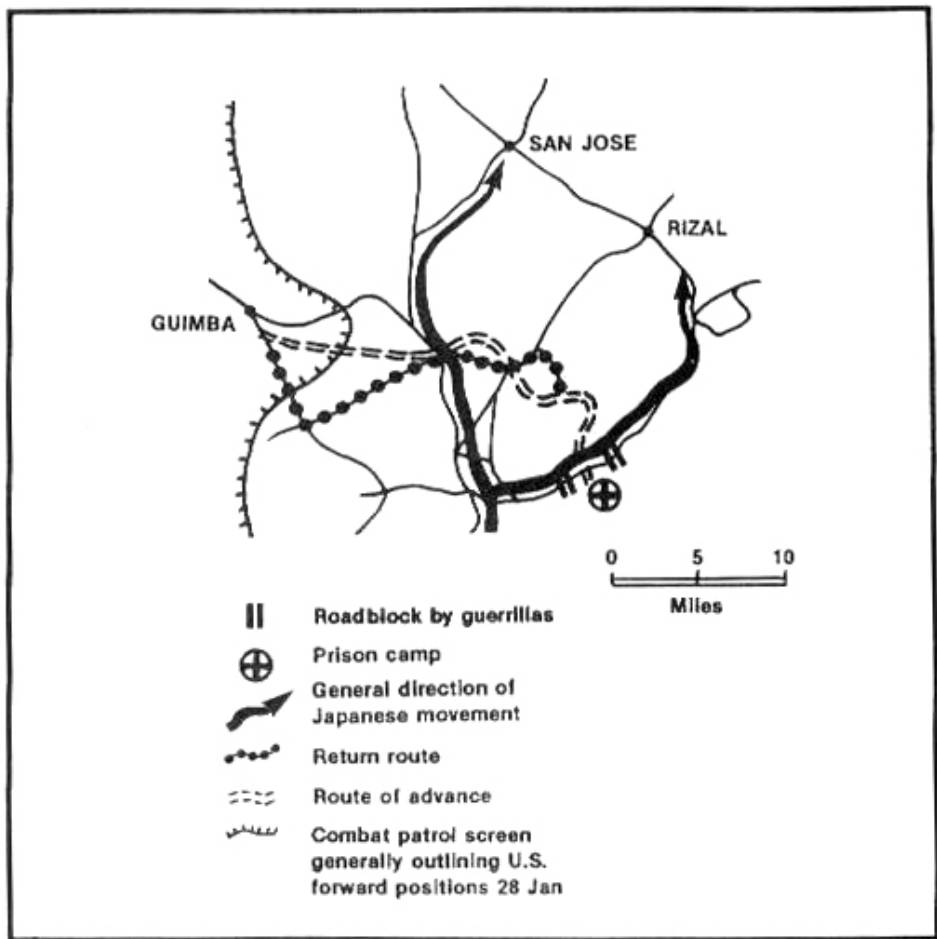 SAN JOSE
RIZAL
GUIMBA
0 5 10
Miles
Roadblock by guerrillas
Prison camp
General direction of
Japanese movement
Return route
Route of advance
Combat patrol screen
generally outlining U.S.
forward positions 28 Jan